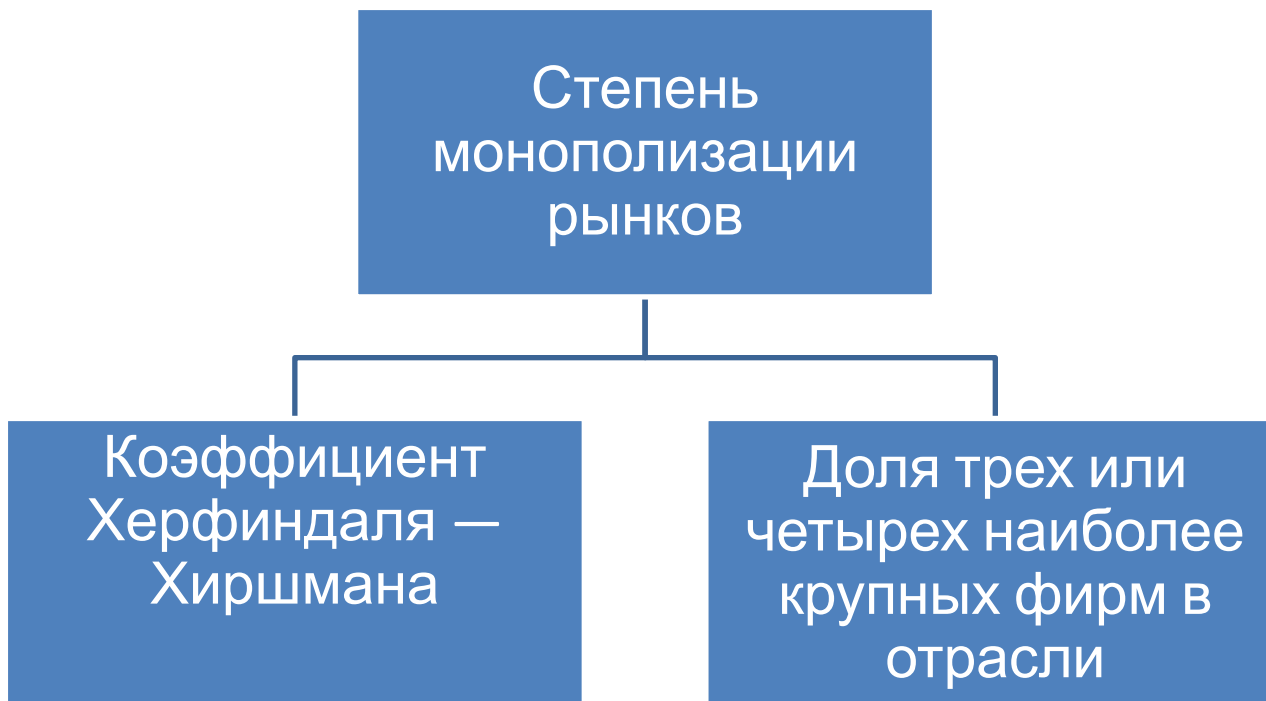 Степень
монополизации
рынков
Коэффициент
Херфиндаля —
Хиршмана
Доля трех или
четырех наиболее
крупных фирм в
отрасли